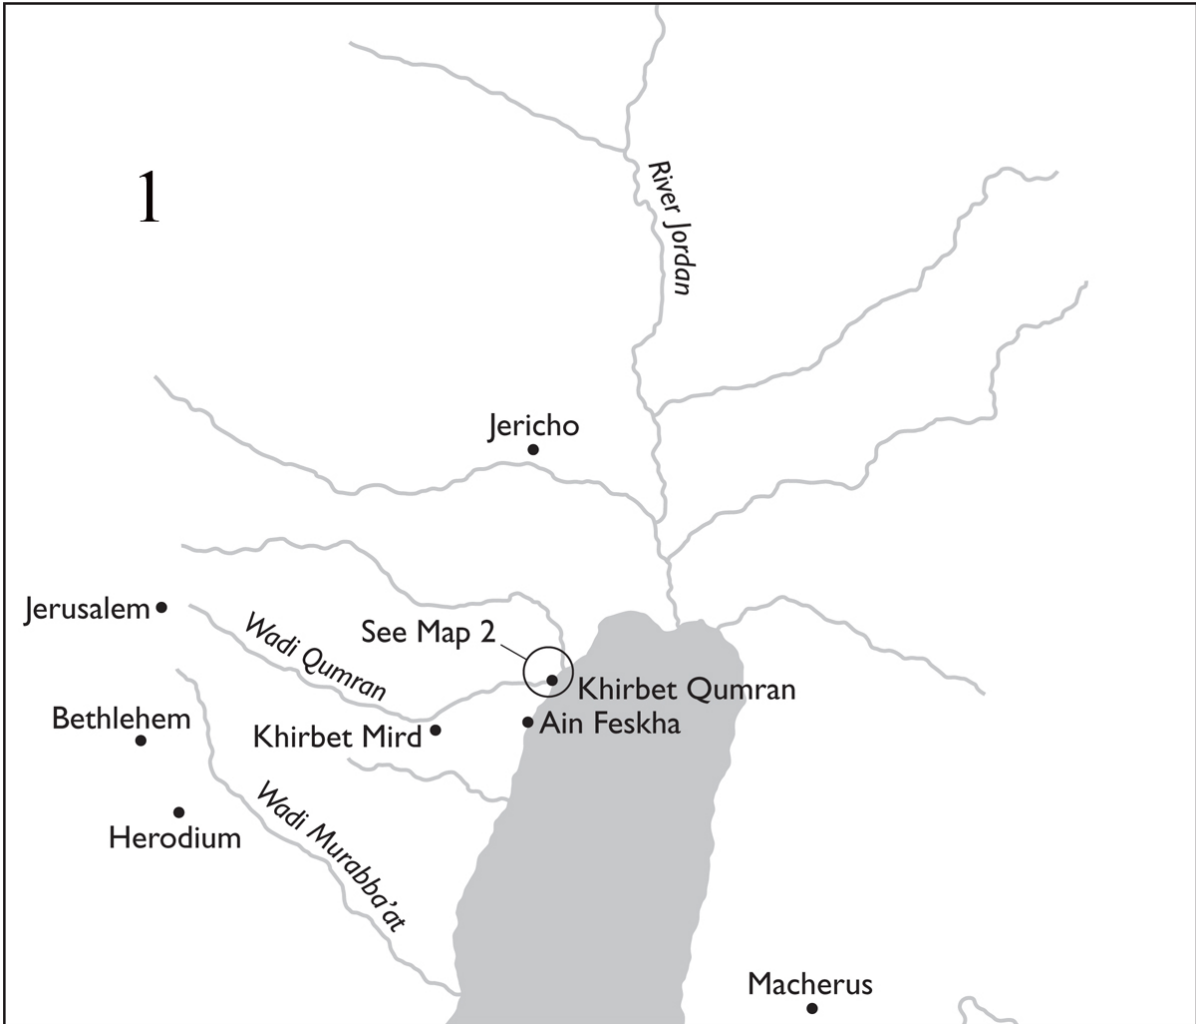 1
River Jordan
Jericho
Jerusalem
Wadi Qumran
See Map 2
Khirbet Qumran
Bethlehem
Ain Feskha
Khirbet Mird
Wadi Murabba'at
Herodium
Macherus